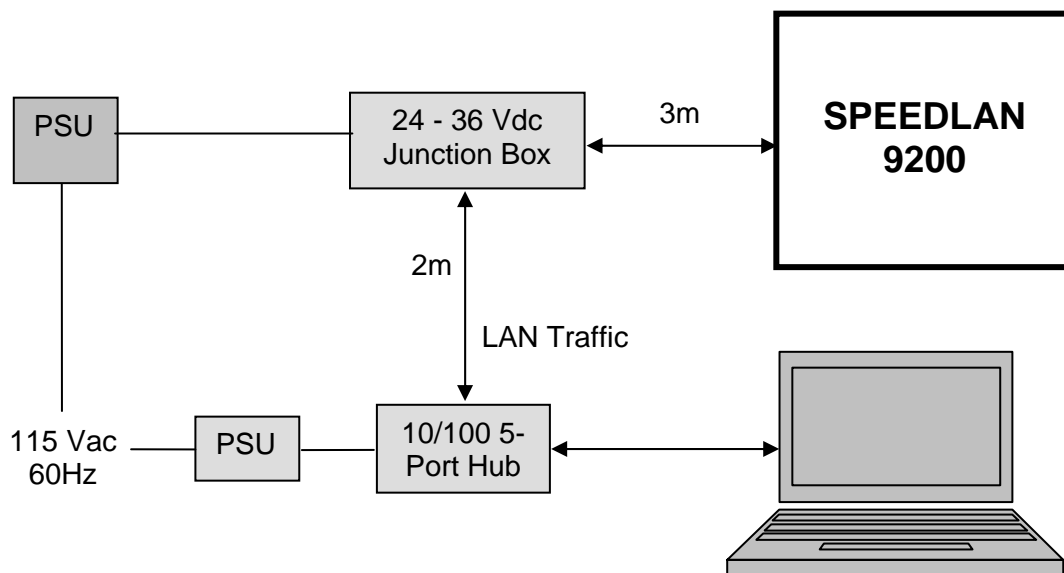 PSU
24 - 36 Vdc
Junction Box
3m
SPEEDLAN
9200
2m
LAN Traffic
115 Vac
60Hz
PSU
10/100 5-
Port Hub